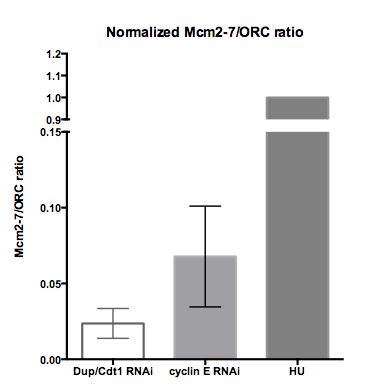 Normalized Mcm2-7/ORC ratio
1.2
1.1
1.0
0.9
0.15
0.10
0.05
0.00
Mcm2-7/ORC ratio
Dup/Cdt1 RNAi cyclin E RNAi HU